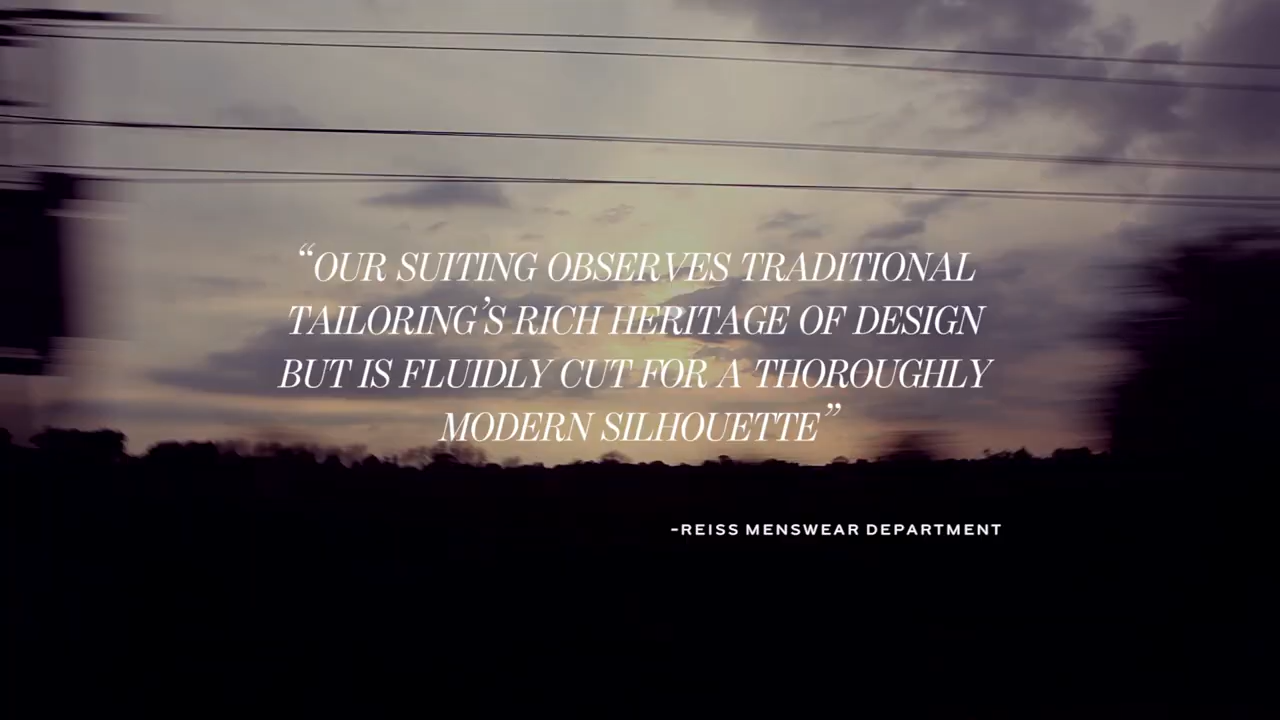 “OUR SUITING OBSERVES TRADITIONAL
TAILORING’S RICH HERITAGE OF DESIGN
BUT IS FLUIDLY CUT FOR A THOROUGHLY
MODERN SILHOUETTE”
-REISS MENSWEAR DEPARTMENT